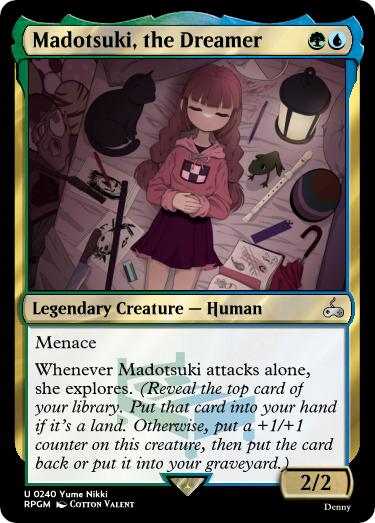 Madotsuki, the Dreamer
Legendary Creature — Human
Menace
Whenever Madotsuki attacks alone,
she explores. (Reveal the top card of
your library. Put that card into your hand
if it's a land. Otherwise, put a +1/+1
counter on this creature, then put the card
back or put it into your graveyard.)
2/2
U 0240 Yume Nikki
RPGM Cotton Valent
Denny